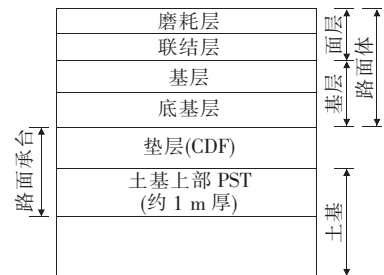 磨耗层
联结层
基层
底基层
垫层(CDF)
土基上部 PST
(约 1 m 厚)
路面承台
面层
基层
路面体
土基